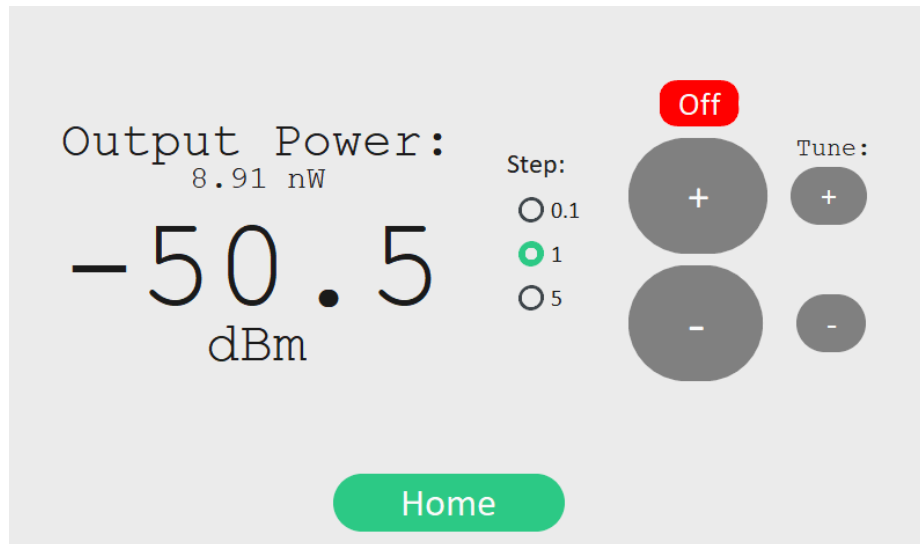 Output Power:
8.91 nW
-50.5
dBm
Step:
0.1
1
5
Off
+
-
Tune:
+
-
Home